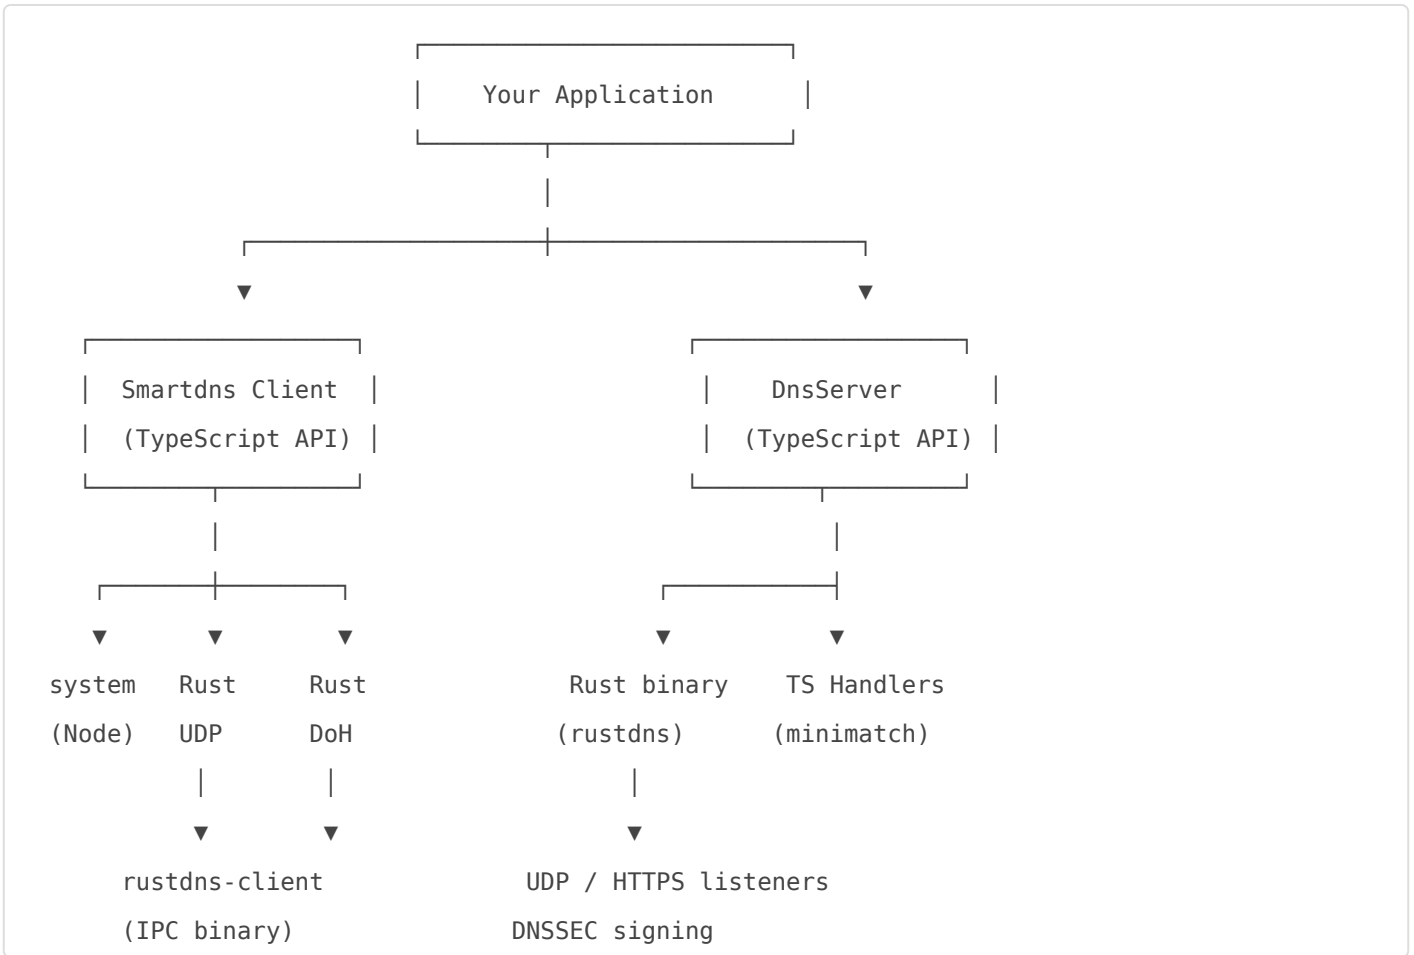 Your Application
Smartdns Client DnsServer
(TypeScript API) (TypeScript API)
system Rust Rust Rust binary TS Handlers
(Node) UDP DoH (rustdns) (minimatch)
rustdns-client UDP / HTTPS listeners
(IPC binary) DNSSEC signing